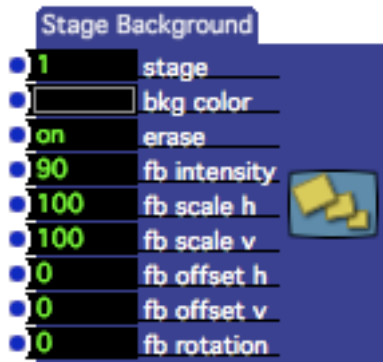 Stage Background
1 stage
bkg color
on erase
90 fb intensity
100 fb scale h
100 fb scale v
0 fb offset h
0 fb offset v
0 fb rotation